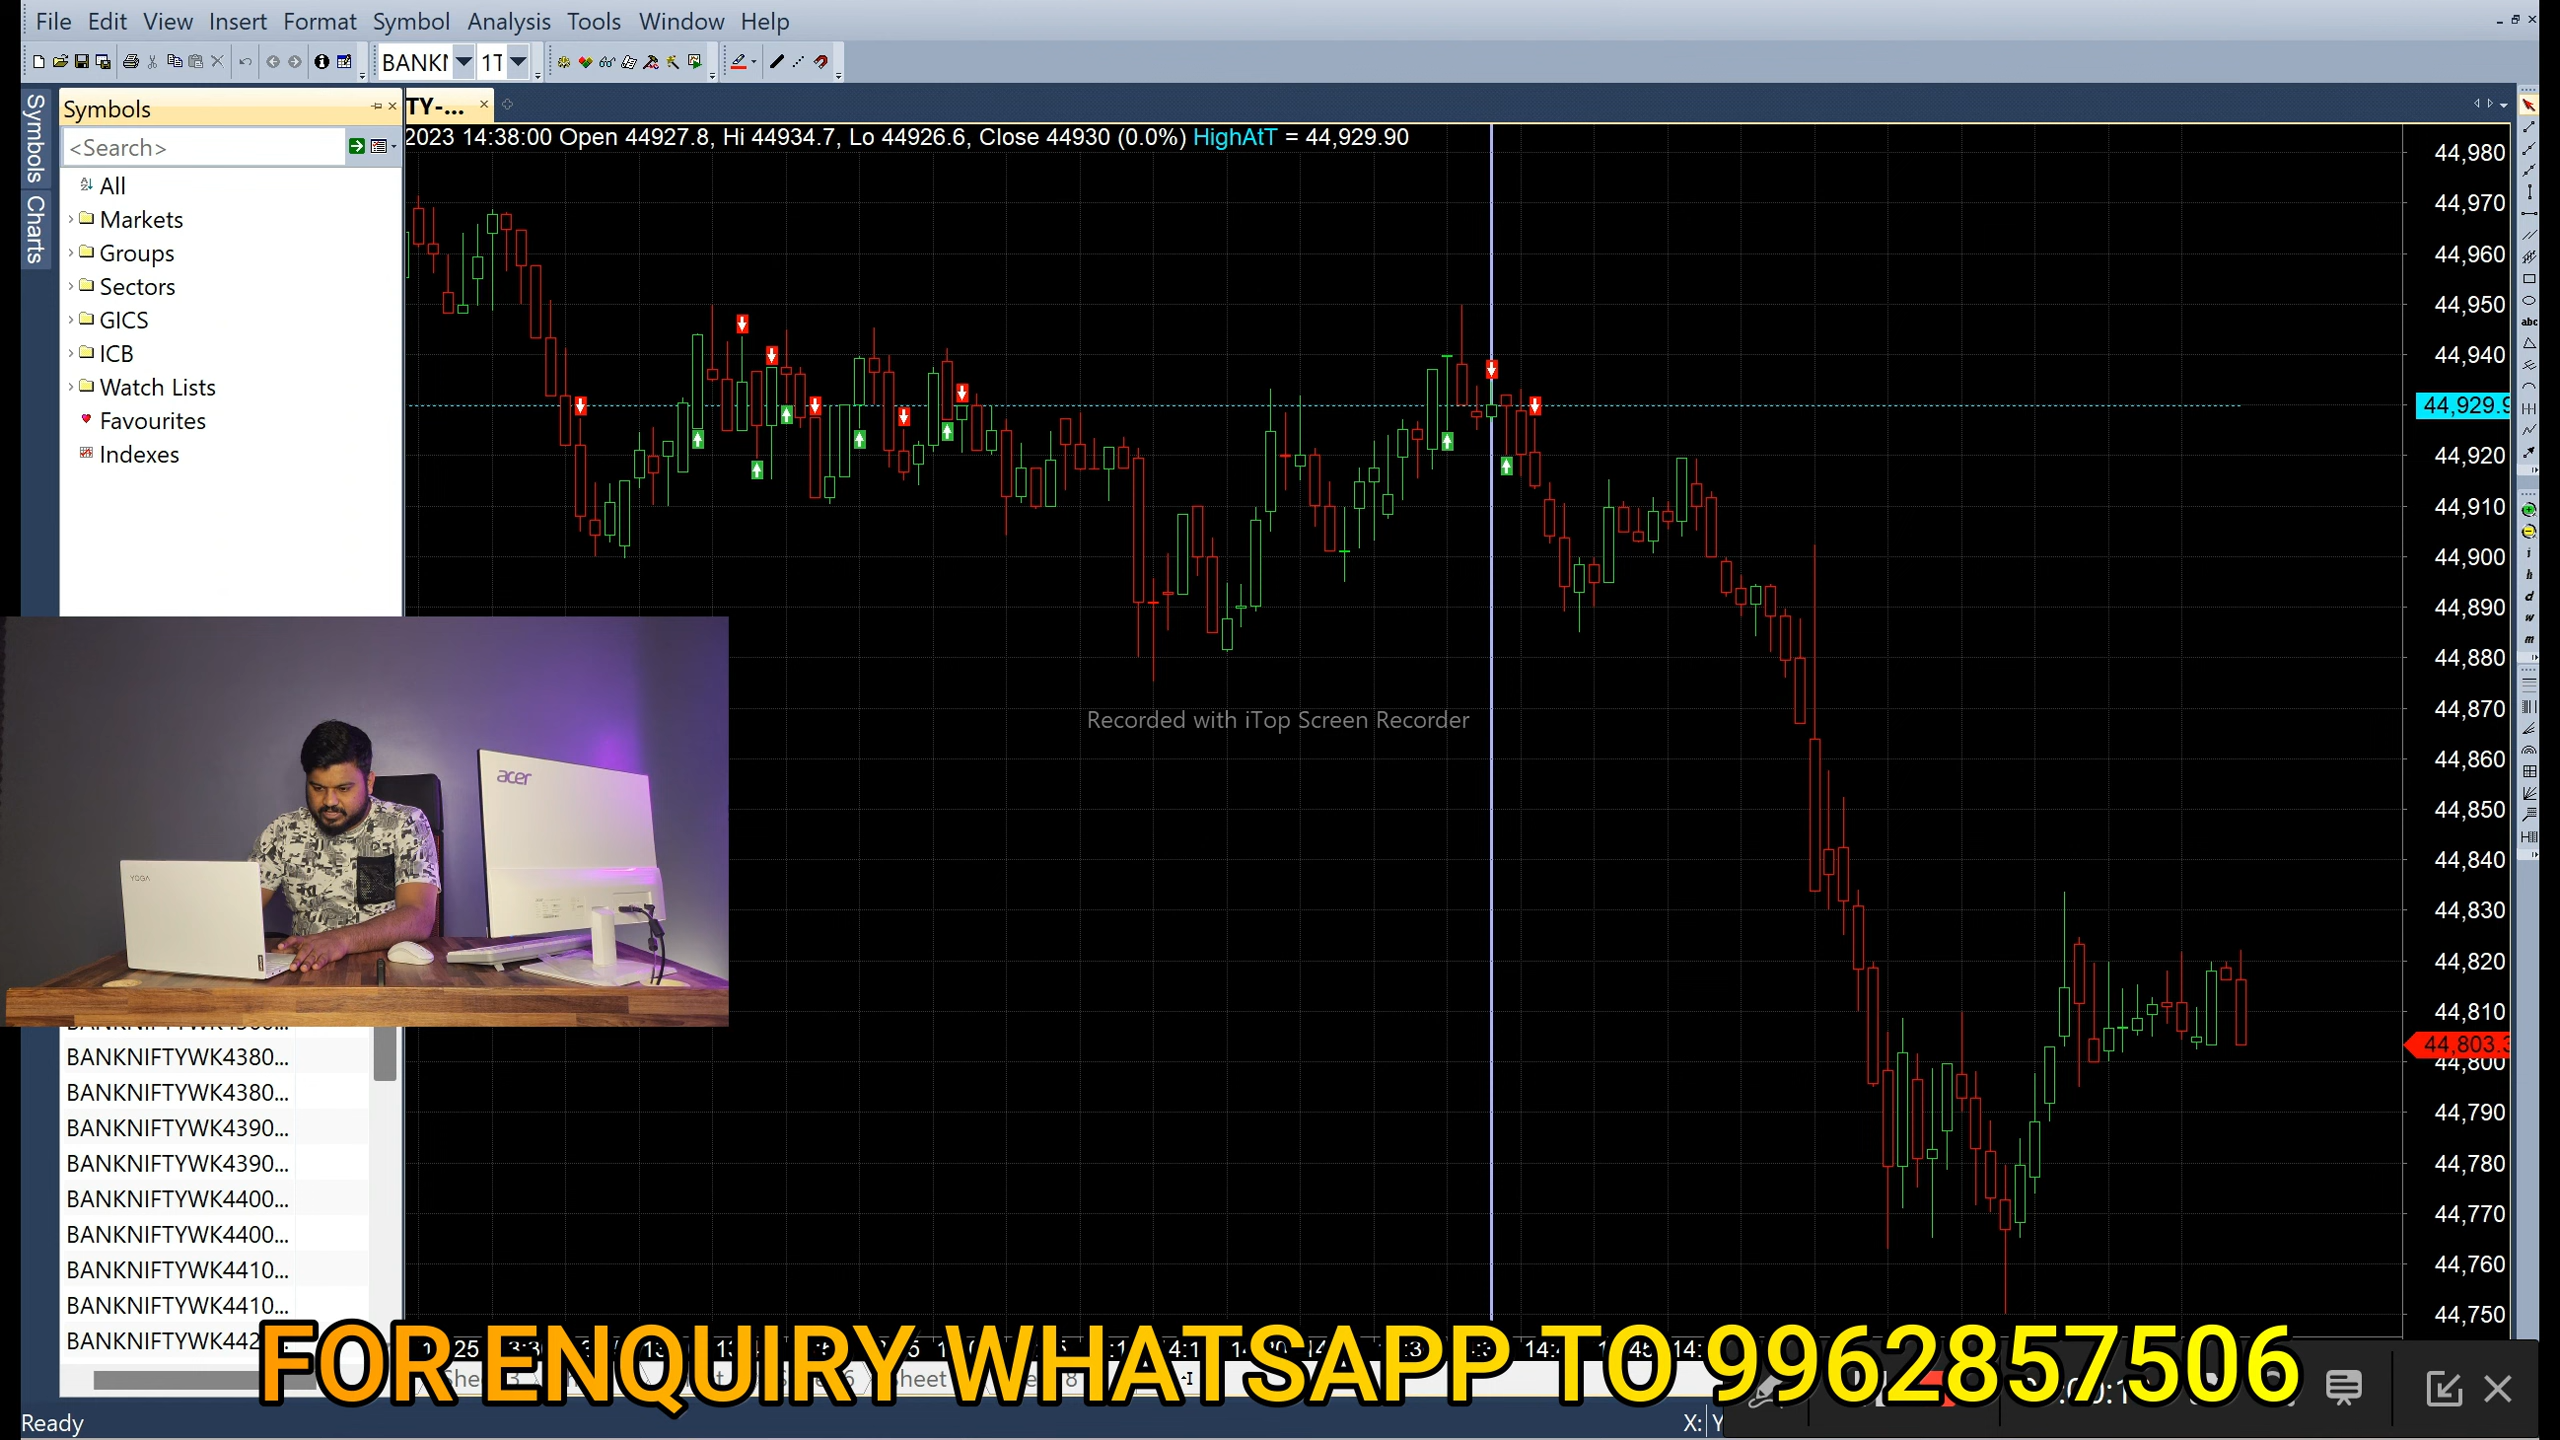 File Edit View Insert Format Symbol Analysis Tools Window Help
BANKN 1T
Symbols
Charts
Symbols
TY-...
<Search>
2023 14:38:00 Open 44927.8, Hi 44934.7, Lo 44926.6, Close 44930 (0.0%) HighAtT = 44,929.90
All
Markets
Groups
Sectors
GICS
ICB
Watch Lists
Favourites
Indexes
44,980
44,970
44,960
44,950
44,940
44,929.9
44,920
44,910
44,900
44,890
44,880
44,870
44,860
44,850
44,840
44,830
44,820
44,810
44,803.3
44,800
44,790
44,780
44,770
44,760
44,750
abc
i
h
d
w
m
Recorded with iTop Screen Recorder
acer
YOGA
BANKNIFTYWK4380...
BANKNIFTYWK4380...
BANKNIFTYWK4390...
BANKNIFTYWK4390...
BANKNIFTYWK4400...
BANKNIFTYWK4400...
BANKNIFTYWK4410...
BANKNIFTYWK4410...
BANKNIFTYWK442
FOR ENQUIRY WHATSAPP TO 9962857506
Ready
X: Y